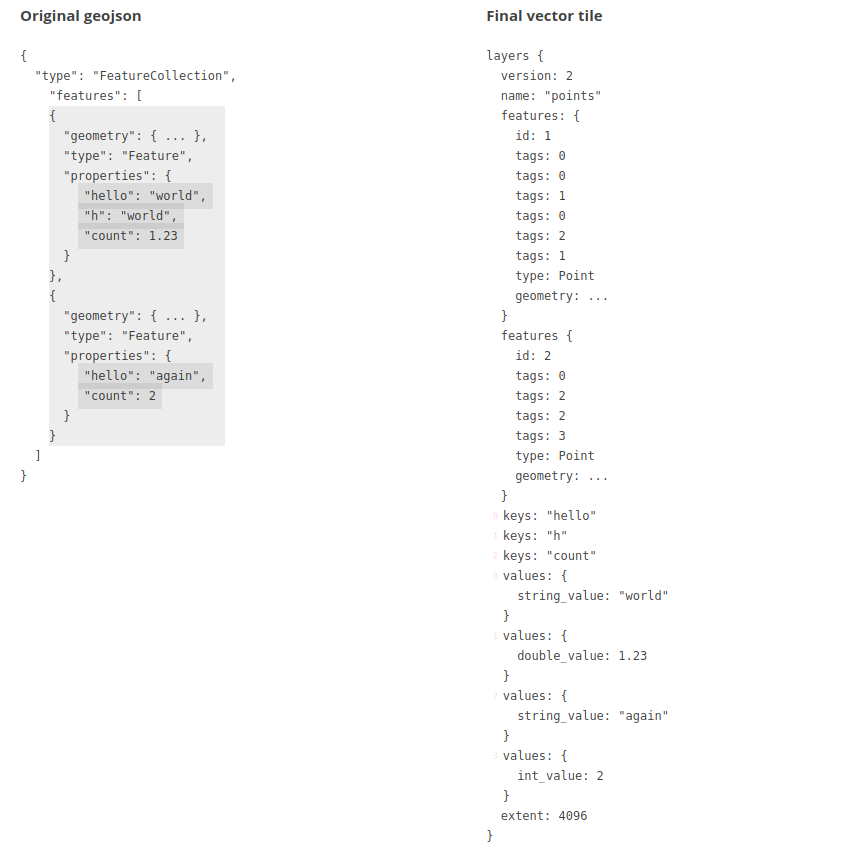 Original geojson
{
  "type": "FeatureCollection",
    "features": [
    {
      "geometry": { ... },
      "type": "Feature",
      "properties": {
        "hello": "world",
        "h": "world",
        "count": 1.23
      }
    },
    {
      "geometry": { ... },
      "type": "Feature",
      "properties": {
        "hello": "again",
        "count": 2
      }
    }
  ]
}
Final vector tile
layers {
  version: 2
  name: "points"
  features: {
    id: 1
    tags: 0
    tags: 0
    tags: 1
    tags: 0
    tags: 2
    tags: 1
    type: Point
    geometry: ...
  }
  features {
    id: 2
    tags: 0
    tags: 2
    tags: 2
    tags: 3
    type: Point
    geometry: ...
  }
0 keys: "hello"
1 keys: "h"
2 keys: "count"
0 values: {
    string_value: "world"
  }
1 values: {
    double_value: 1.23
  }
2 values: {
    string_value: "again"
  }
3 values: {
    int_value: 2
  }
  extent: 4096
}